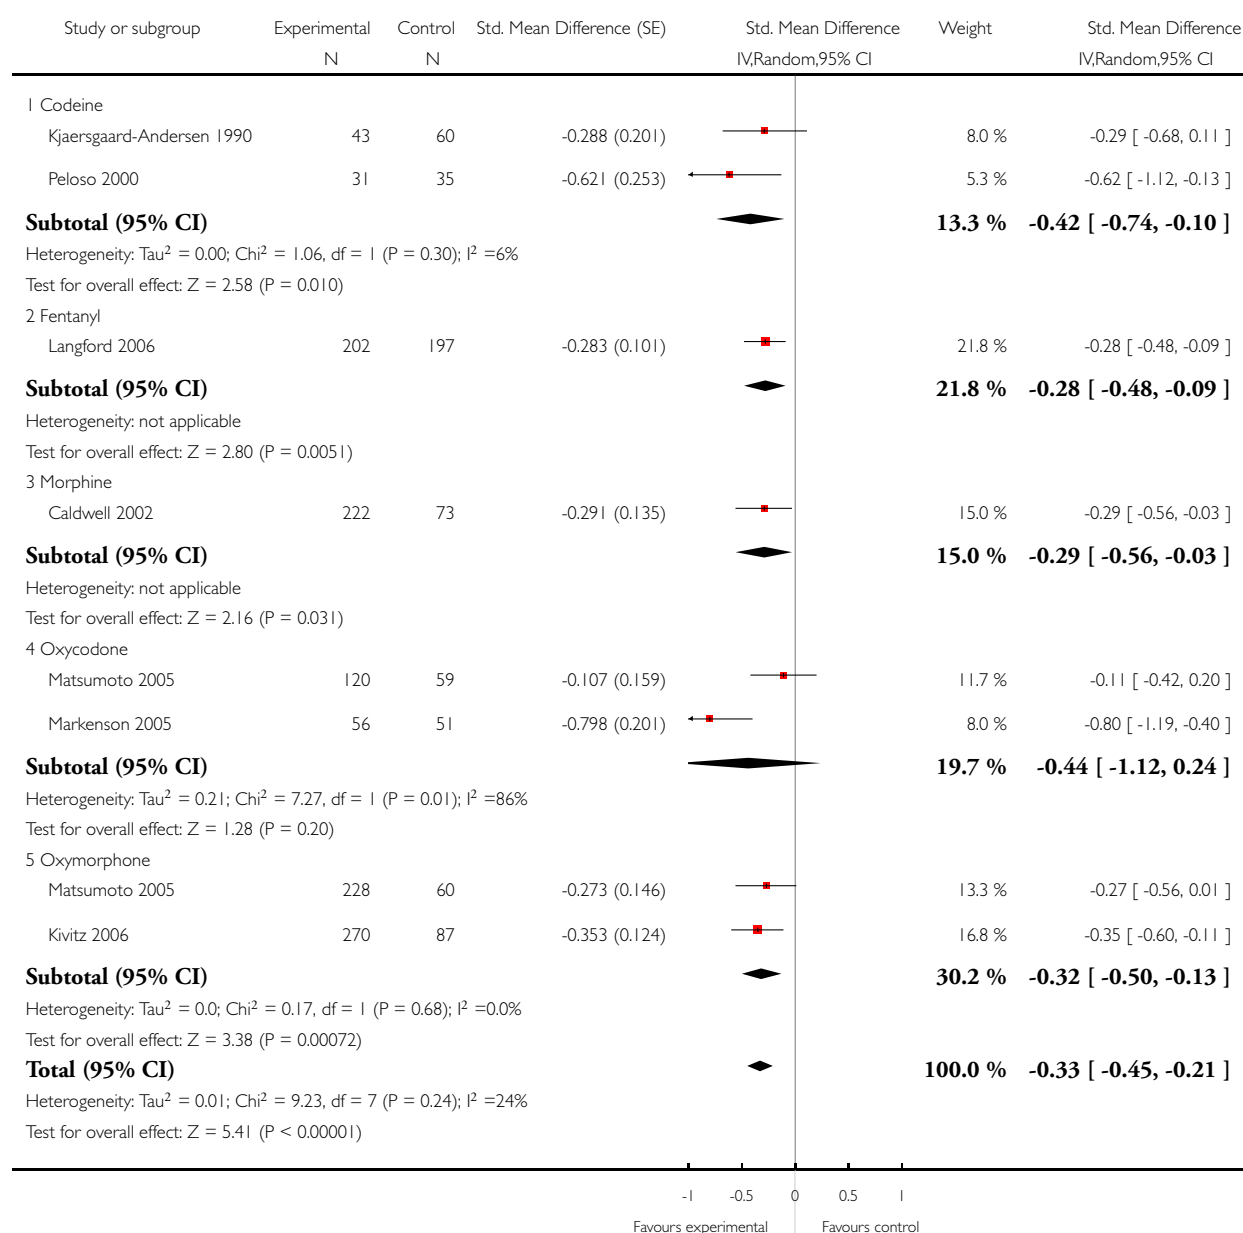 Study or subgroup Experimental Control Std. Mean Difference (SE) Std. Mean Difference Weight Std. Mean Difference
N N IV,Random,95% CI IV,Random,95% CI
1 Codeine
Kjaersgaard-Andersen 1990 43 60 -0.288 (0.201) 8.0 % -0.29 [ -0.68, 0.11 ]
Peloso 2000 31 35 -0.621 (0.253) 5.3 % -0.62 [ -1.12, -0.13 ]
Subtotal (95% CI) 13.3 % -0.42 [ -0.74, -0.10 ]
Heterogeneity: Tau² = 0.00; Chi² = 1.06, df = 1 (P = 0.30); I² =6%
Test for overall effect: Z = 2.58 (P = 0.010)
2 Fentanyl
Langford 2006 202 197 -0.283 (0.101) 21.8 % -0.28 [ -0.48, -0.09 ]
Subtotal (95% CI) 21.8 % -0.28 [ -0.48, -0.09 ]
Heterogeneity: not applicable
Test for overall effect: Z = 2.80 (P = 0.0051)
3 Morphine
Caldwell 2002 222 73 -0.291 (0.135) 15.0 % -0.29 [ -0.56, -0.03 ]
Subtotal (95% CI) 15.0 % -0.29 [ -0.56, -0.03 ]
Heterogeneity: not applicable
Test for overall effect: Z = 2.16 (P = 0.031)
4 Oxycodone
Matsumoto 2005 120 59 -0.107 (0.159) 11.7 % -0.11 [ -0.42, 0.20 ]
Markenson 2005 56 51 -0.798 (0.201) 8.0 % -0.80 [ -1.19, -0.40 ]
Subtotal (95% CI) 19.7 % -0.44 [ -1.12, 0.24 ]
Heterogeneity: Tau² = 0.21; Chi² = 7.27, df = 1 (P = 0.01); I² =86%
Test for overall effect: Z = 1.28 (P = 0.20)
5 Oxymorphone
Matsumoto 2005 228 60 -0.273 (0.146) 13.3 % -0.27 [ -0.56, 0.01 ]
Kivitz 2006 270 87 -0.353 (0.124) 16.8 % -0.35 [ -0.60, -0.11 ]
Subtotal (95% CI) 30.2 % -0.32 [ -0.50, -0.13 ]
Heterogeneity: Tau² = 0.0; Chi² = 0.17, df = 1 (P = 0.68); I² =0.0%
Test for overall effect: Z = 3.38 (P = 0.00072)
Total (95% CI) 100.0 % -0.33 [ -0.45, -0.21 ]
Heterogeneity: Tau² = 0.01; Chi² = 9.23, df = 7 (P = 0.24); I² =24%
Test for overall effect: Z = 5.41 (P < 0.00001)
-1 -0.5 0 0.5 1
Favours experimental Favours control